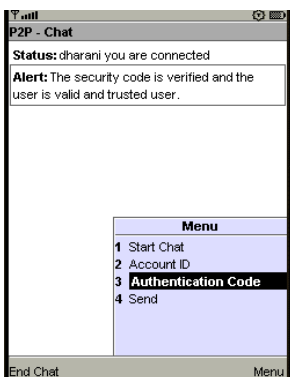 P2P - Chat
Status: dharani you are connected
Alert: The security code is verified and the
user is valid and trusted user.
Menu
1 Start Chat
2 Account ID
3 Authentication Code
4 Send
End Chat
Menu